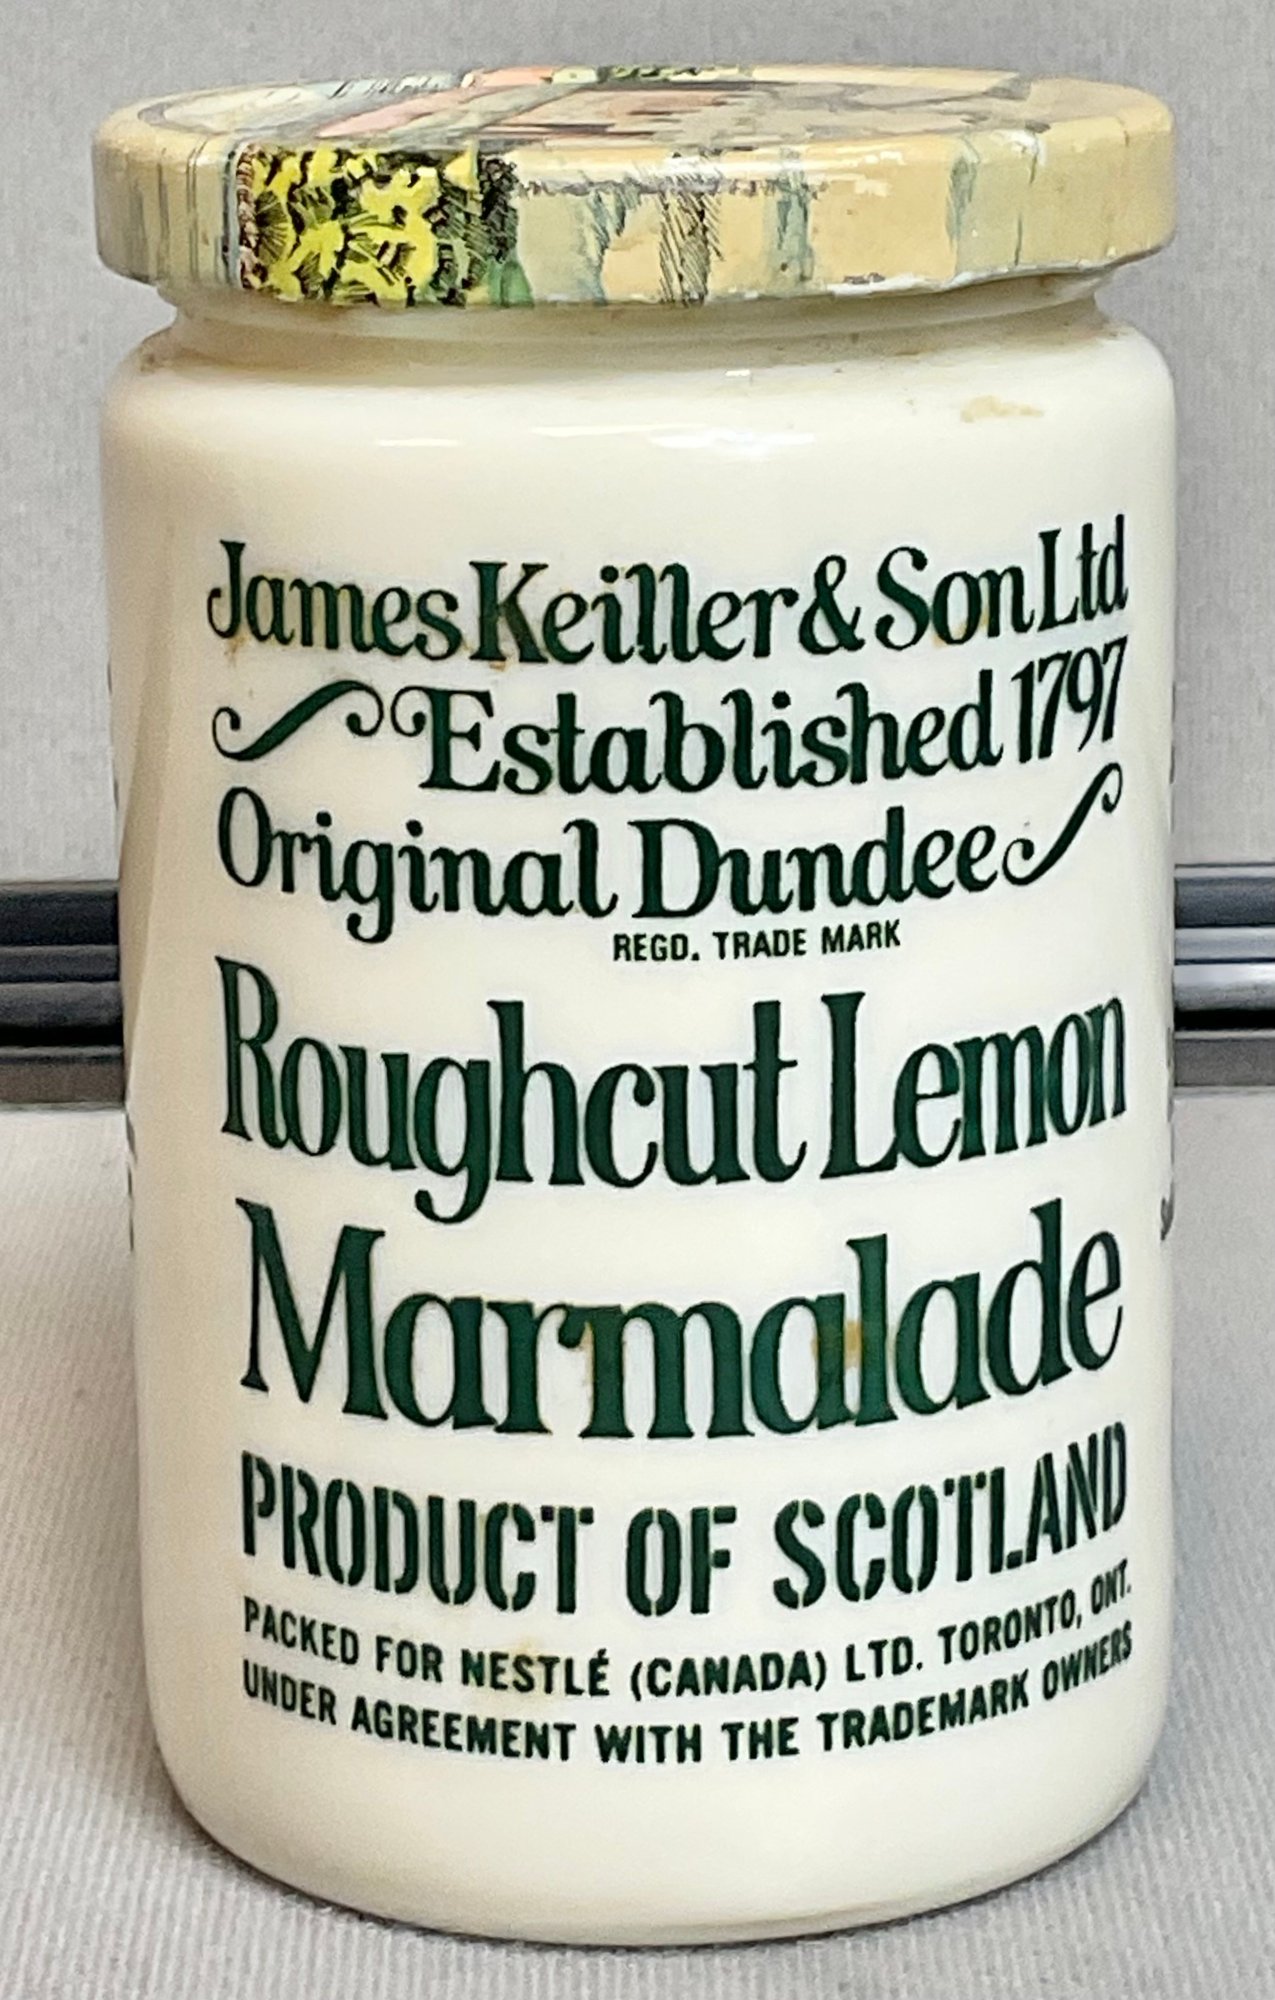 James Keiller & Son Ltd
Established 1797
Original Dundee
REGD. TRADE MARK
Roughcut Lemon
Marmalade
PRODUCT OF SCOTLAND
PACKED FOR NESTLÉ (CANADA) LTD. TORONTO, ONT.
UNDER AGREEMENT WITH THE TRADEMARK OWNERS